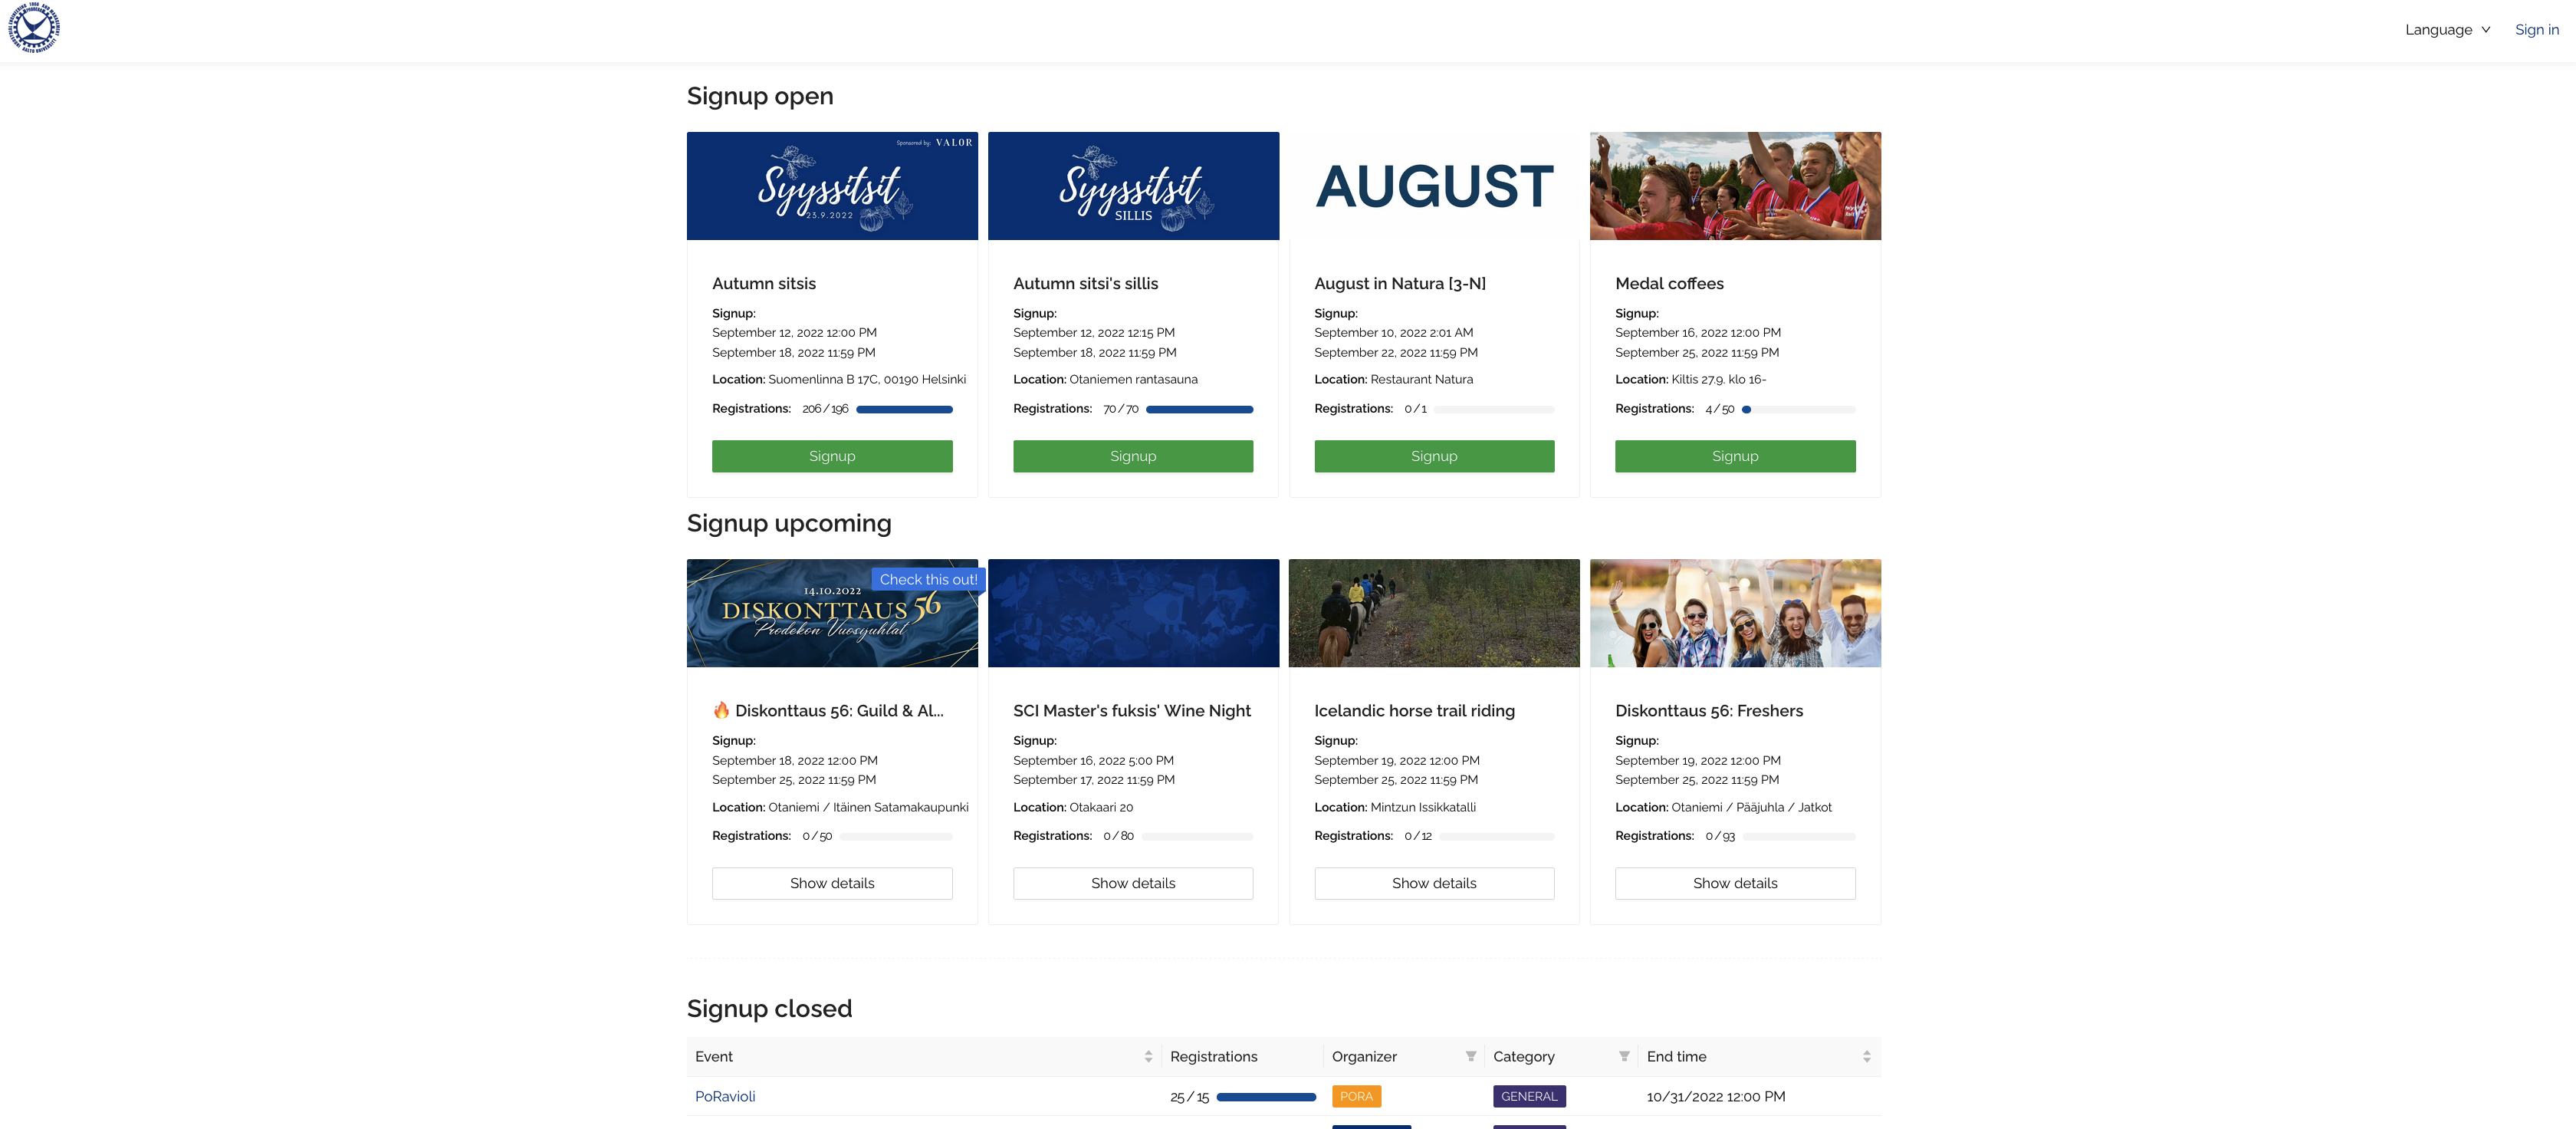 Language
Sign in
Signup open
Sponsored by: VALOR
Syyssitsit
23.9.2022
Syyssitsit
SILLIS
AUGUST
Autumn sitsis
Signup:
September 12, 2022 12:00 PM
September 18, 2022 11:59 PM
Location: Suomenlinna B 17C, 00190 Helsinki
Registrations: 206 / 196
Signup
Autumn sitsi's sillis
Signup:
September 12, 2022 12:15 PM
September 18, 2022 11:59 PM
Location: Otaniemen rantasauna
Registrations: 70 / 70
Signup
August in Natura [3-N]
Signup:
September 10, 2022 2:01 AM
September 22, 2022 11:59 PM
Location: Restaurant Natura
Registrations: 0 / 1
Signup
Medal coffees
Signup:
September 16, 2022 12:00 PM
September 25, 2022 11:59 PM
Location: Kiltis 27.9. klo 16-
Registrations: 4 / 50
Signup
Signup upcoming
Check this out!
14.10.2022
DISKONTTAUS 56
Prodekon Vuosijuhlat
🔥 Diskonttaus 56: Guild & Al...
Signup:
September 18, 2022 12:00 PM
September 25, 2022 11:59 PM
Location: Otaniemi / Itäinen Satamakaupunki
Registrations: 0 / 50
Show details
SCI Master's fuksis' Wine Night
Signup:
September 16, 2022 5:00 PM
September 17, 2022 11:59 PM
Location: Otakaari 20
Registrations: 0 / 80
Show details
Icelandic horse trail riding
Signup:
September 19, 2022 12:00 PM
September 25, 2022 11:59 PM
Location: Mintzun Issikkatalli
Registrations: 0 / 12
Show details
Diskonttaus 56: Freshers
Signup:
September 19, 2022 12:00 PM
September 25, 2022 11:59 PM
Location: Otaniemi / Pääjuhla / Jatkot
Registrations: 0 / 93
Show details
Signup closed
Event Registrations Organizer Category End time
PoRavioli 25 / 15 PORA GENERAL 10/31/2022 12:00 PM